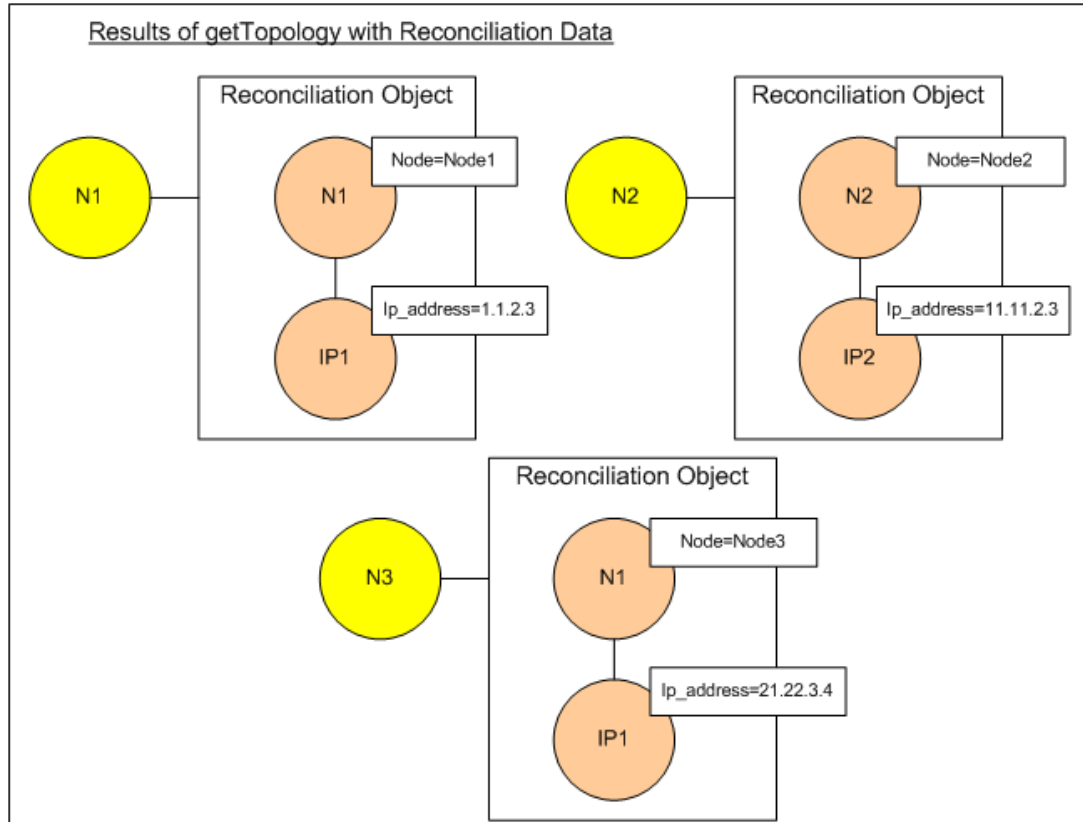 Results of getTopology with Reconciliation Data
Reconciliation Object
N1
N1
Node=Node1
Ip_address=1.1.2.3
IP1
Reconciliation Object
N2
N2
Node=Node2
Ip_address=11.11.2.3
IP2
Reconciliation Object
N3
N1
Node=Node3
Ip_address=21.22.3.4
IP1